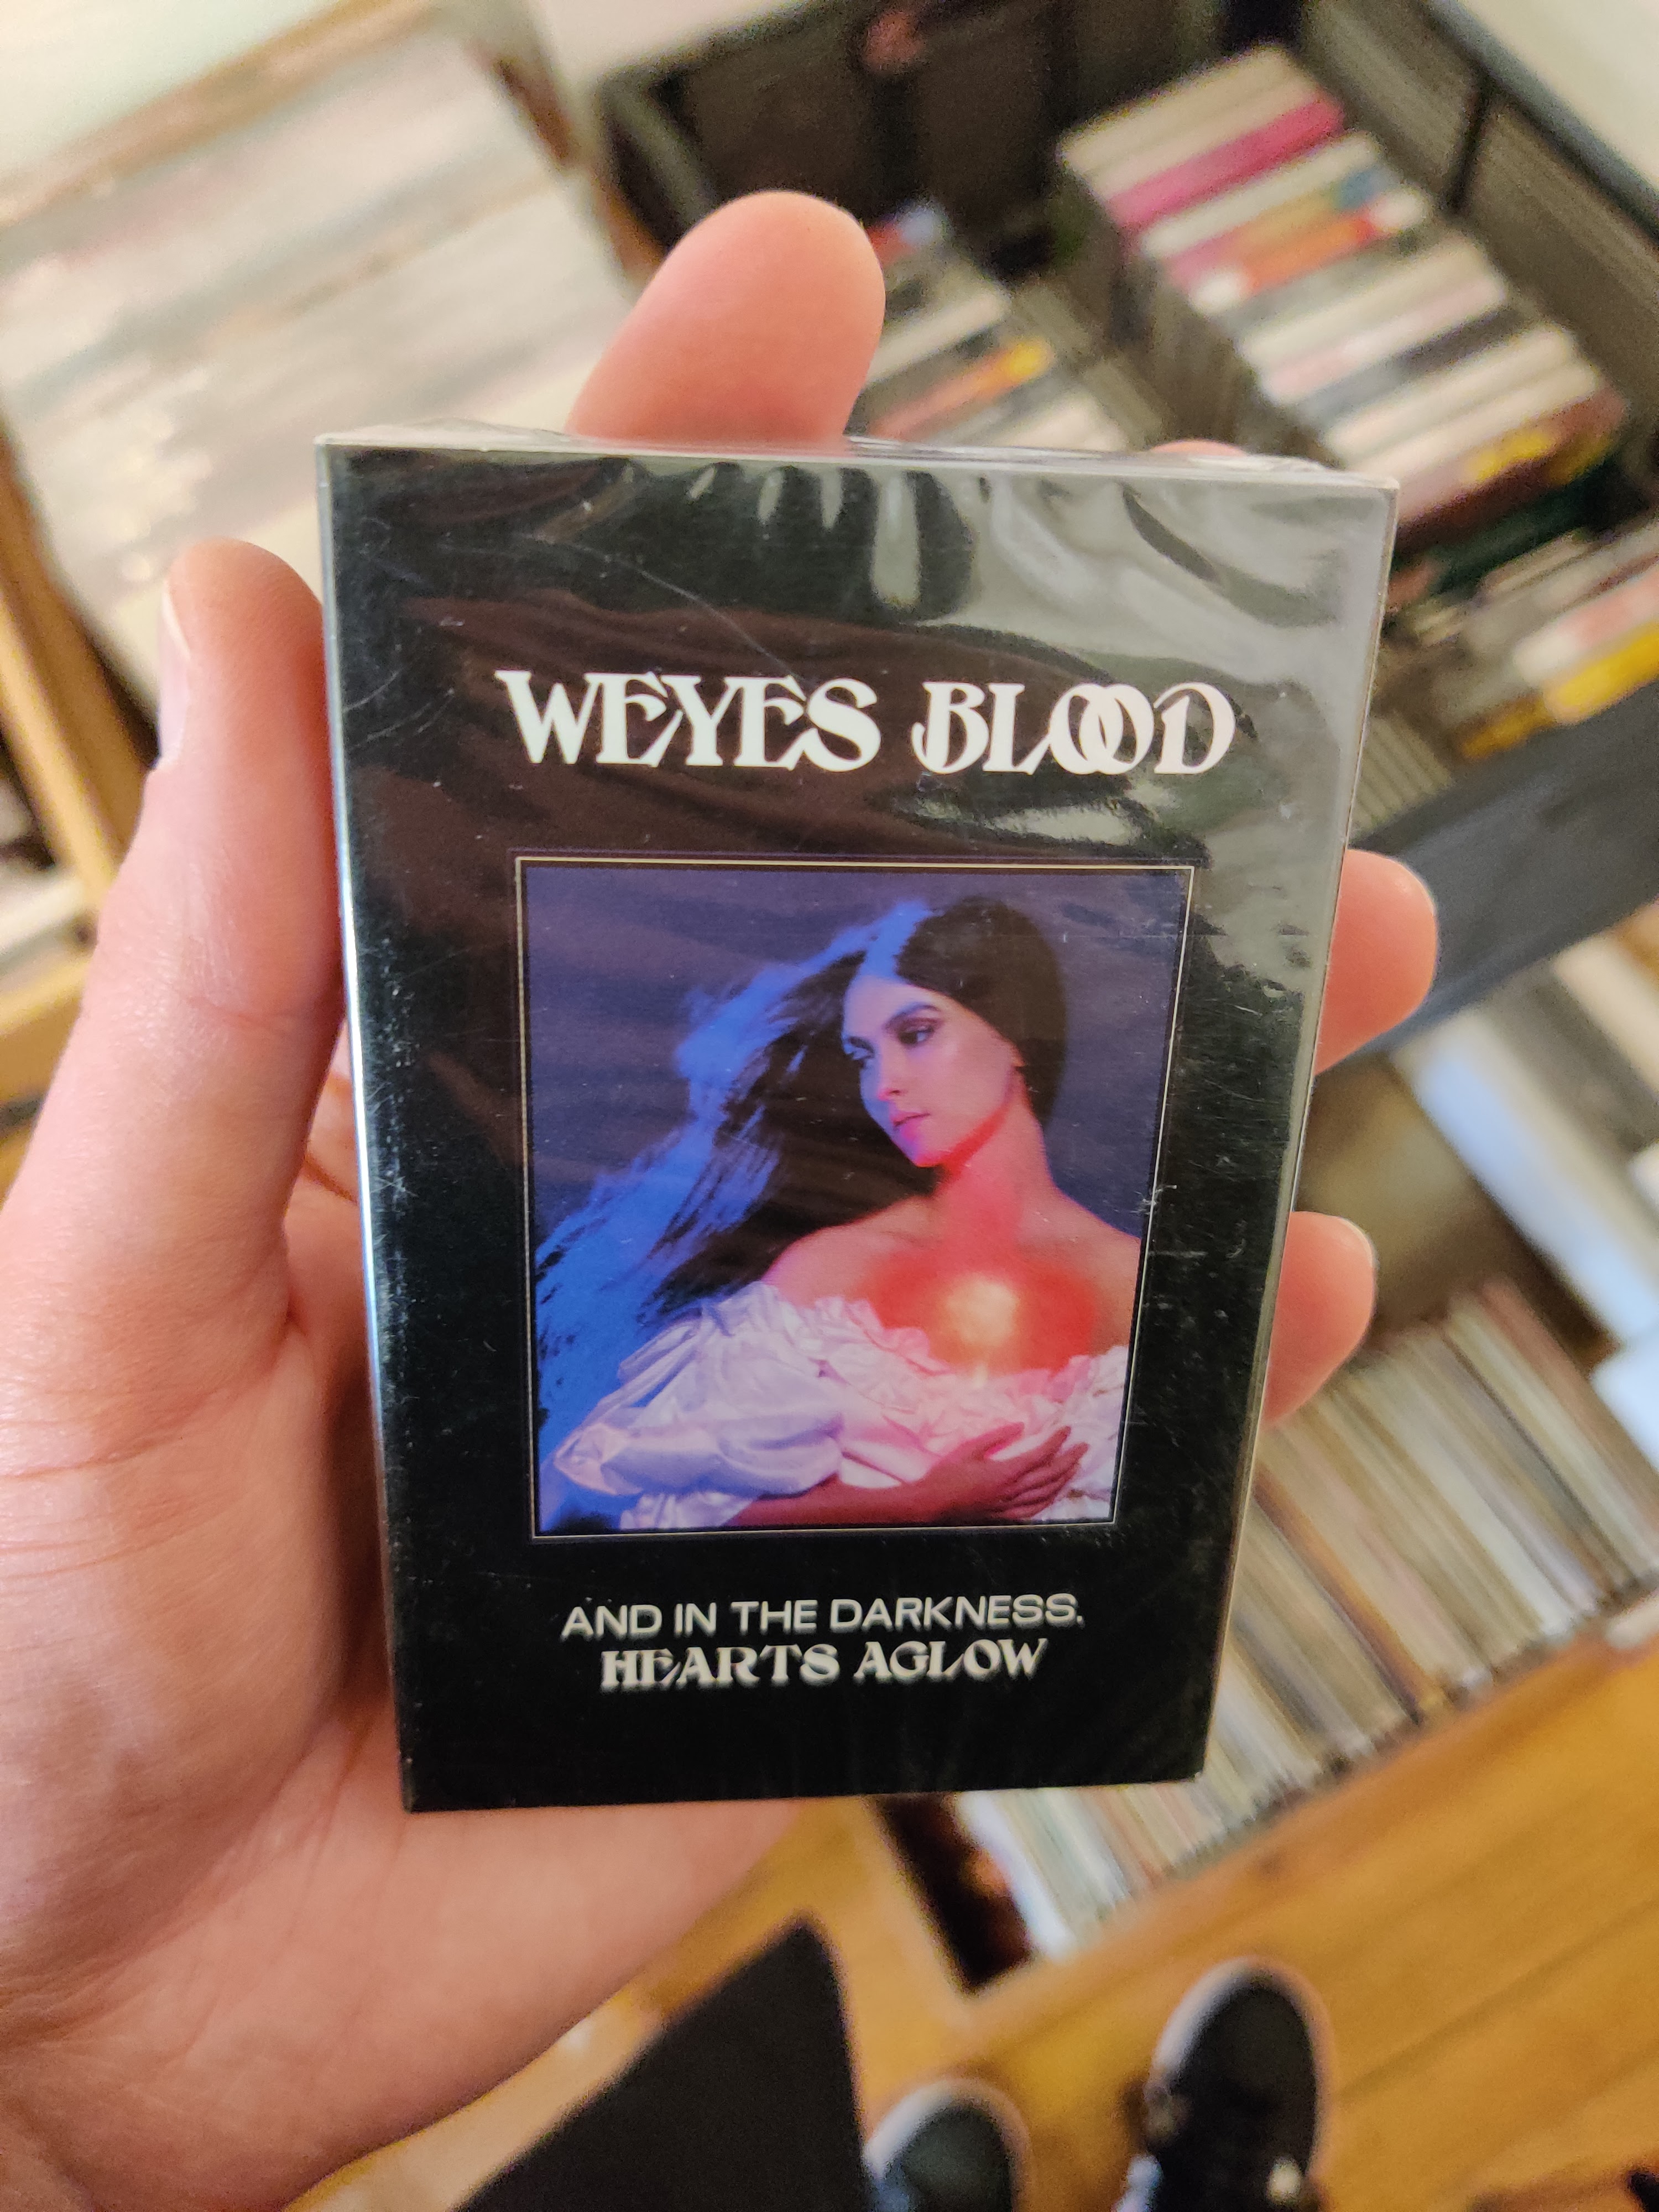 WEYES BLOOD
AND IN THE DARKNESS,
HEARTS AGLOW